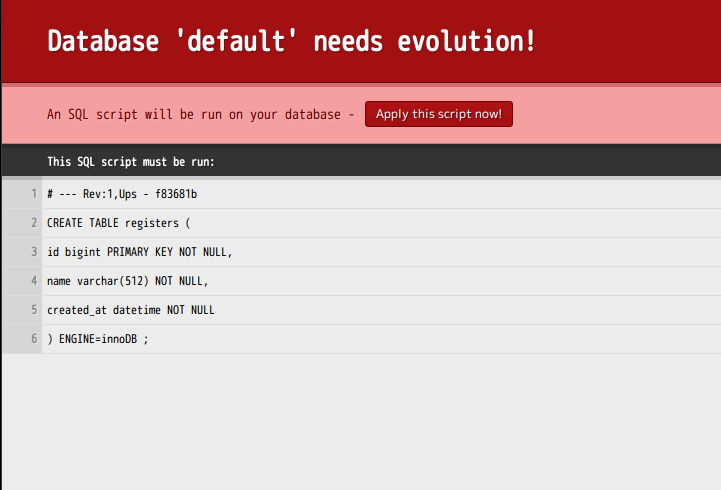 Database 'default' needs evolution!
An SQL script will be run on your database - Apply this script now!
This SQL script must be run:
1 # --- Rev:1,Ups - f83681b
2 CREATE TABLE registers (
3 id bigint PRIMARY KEY NOT NULL,
4 name varchar(512) NOT NULL,
5 created_at datetime NOT NULL
6 ) ENGINE=innoDB ;